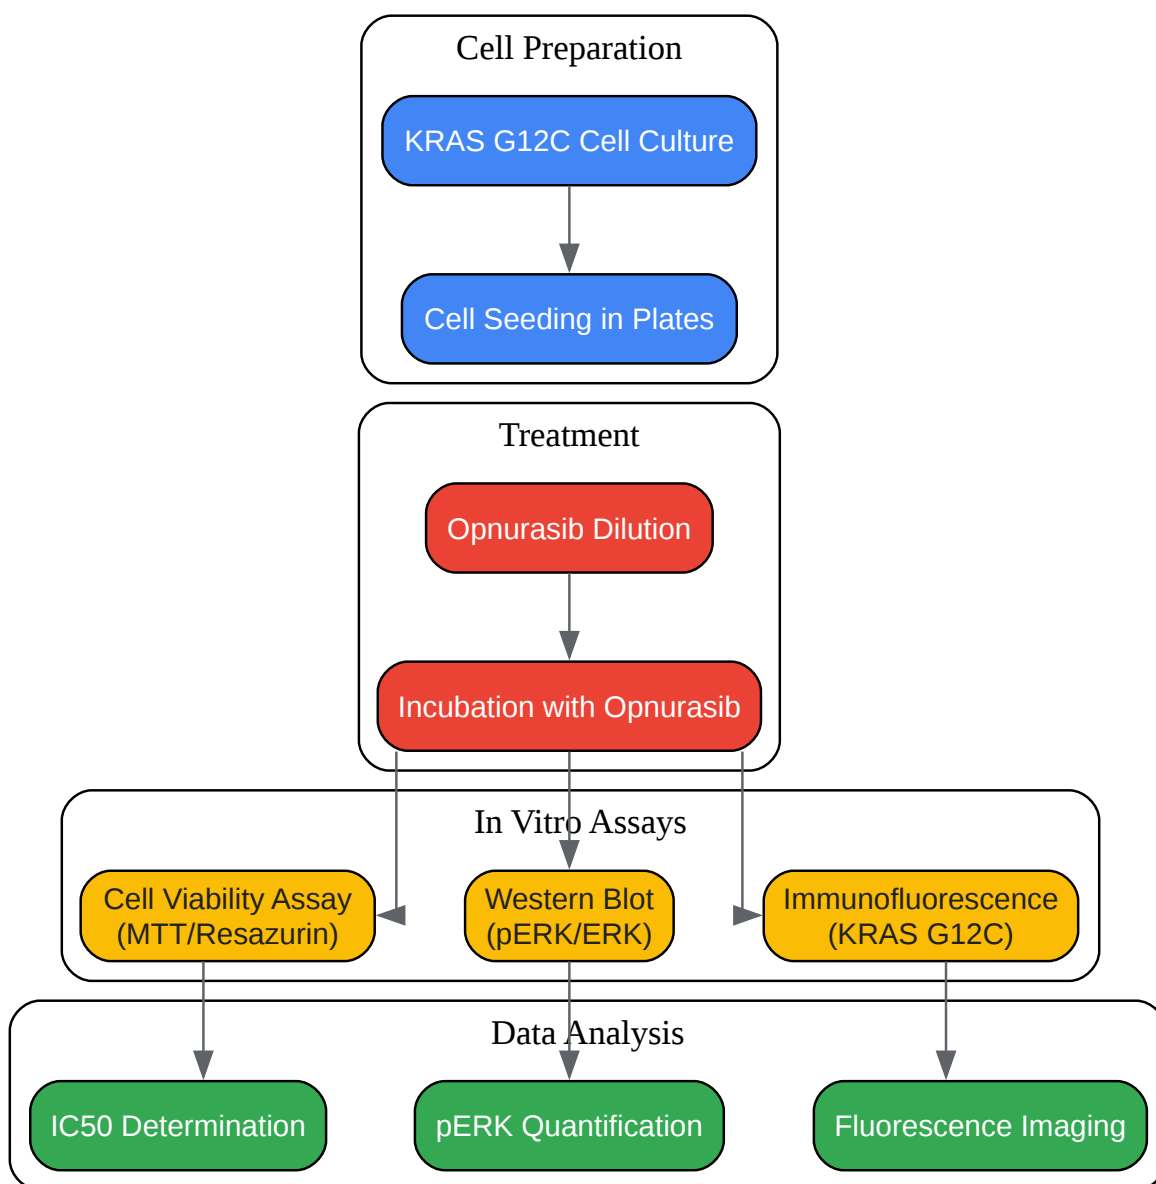 Cell Preparation
KRAS G12C Cell Culture
Cell Seeding in Plates
Treatment
Opnurasib Dilution
Incubation with Opnurasib
In Vitro Assays
Cell Viability Assay
(MTT/Resazurin)
Western Blot
(pERK/ERK)
Immunofluorescence
(KRAS G12C)
Data Analysis
IC50 Determination
pERK Quantification
Fluorescence Imaging